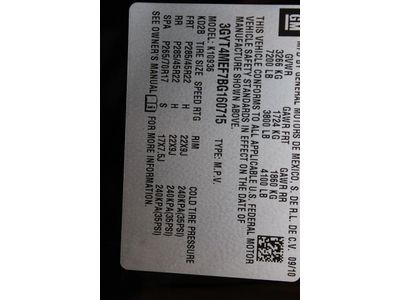 GM
MFD BY GENERAL MOTORS DE MEXICO, S. DE R.L. DE C.V. 09/10
GVWR GAWR FRT GAWR RR
3266 KG 1724 KG 1860 KG
7200 LB 3800 LB 4100 LB
THIS VEHICLE CONFORMS TO ALL APPLICABLE U.S. FEDERAL MOTOR
VEHICLE SAFETY STANDARDS IN EFFECT ON THE DATE OF
MANUFACTURE SHOWN ABOVE.
3GYT4MEF7BG160715 TYPE: M.P.V.
MODEL: K10936
K02B TIRE SIZE SPEED RTG RIM COLD TIRE PRESSURE
FRT P285/45R22 H 22X9J 240KPA(35PSI)
RR P285/45R22 H 22X9J 240KPA(35PSI)
SPA P265/70R17 S 17X7.5J 240KPA(35PSI)
SEE OWNER'S MANUAL